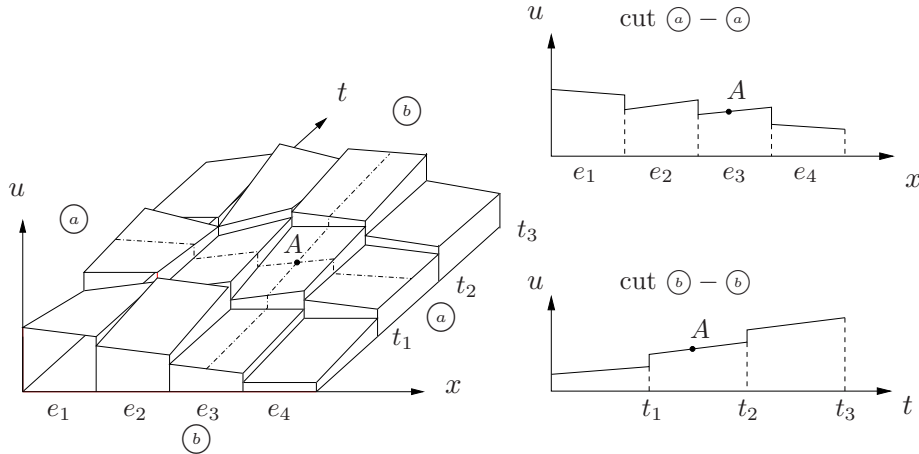 u
cut a − a
A
e₁ e₂ e₃ e₄
x
t
b
u
a
A
t₃
t₂
a
t₁
x
e₁ e₂ e₃ e₄
b
u
cut b − b
A
t₁ t₂ t₃
t